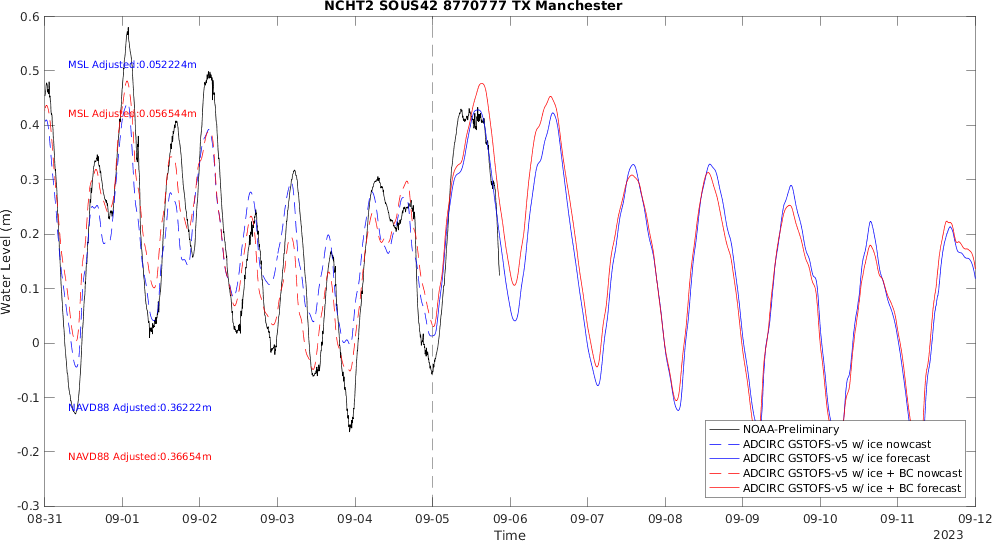 NCHT2 SOUS42 8770777 TX Manchester
0.6
0.5
0.4
0.3
0.2
0.1
0
-0.1
-0.2
-0.3
Water Level (m)
MSL Adjusted:0.052224m
MSL Adjusted:0.056544m
NAVD88 Adjusted:0.36222m
NAVD88 Adjusted:0.36654m
NOAA-Preliminary
ADCIRC GSTOFS-v5 w/ ice nowcast
ADCIRC GSTOFS-v5 w/ ice forecast
ADCIRC GSTOFS-v5 w/ ice + BC nowcast
ADCIRC GSTOFS-v5 w/ ice + BC forecast
08-31 09-01 09-02 09-03 09-04 09-05 09-06 09-07 09-08 09-09 09-10 09-11 09-12
Time
2023